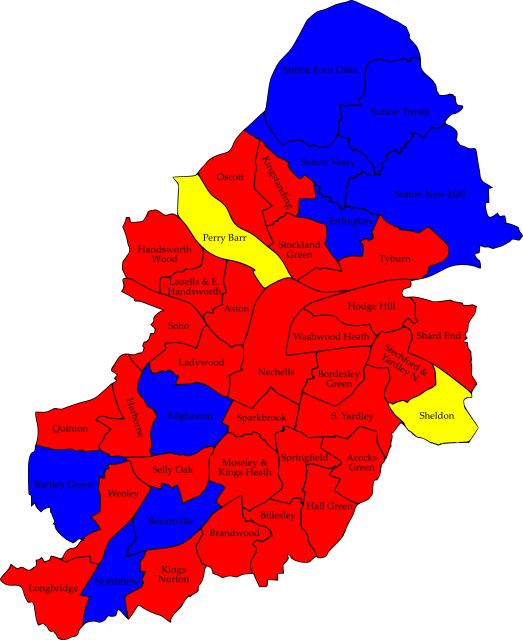 Sutton Four Oaks
Sutton Trinity
Sutton Vesey
Sutton New Hall
Oscott
Kingstanding
Erdington
Perry Barr
Stockland
Green
Tyburn
Handsworth
Wood
Lozells & E.
Handsworth
Aston
Soho
Hodge Hill
Washwood Heath
Shard End
Stechford &
Yardley N.
Ladywood
Nechells
Bordesley
Green
Harborne
Edgbaston
Sparkbrook
S. Yardley
Sheldon
Quinton
Selly Oak
Moseley &
Kings Heath
Springfield
Acocks
Green
Bartley Green
Weeley
Bournville
Billesley
Hall Green
Brandwood
Longbridge
Northfield
Kings
Norton